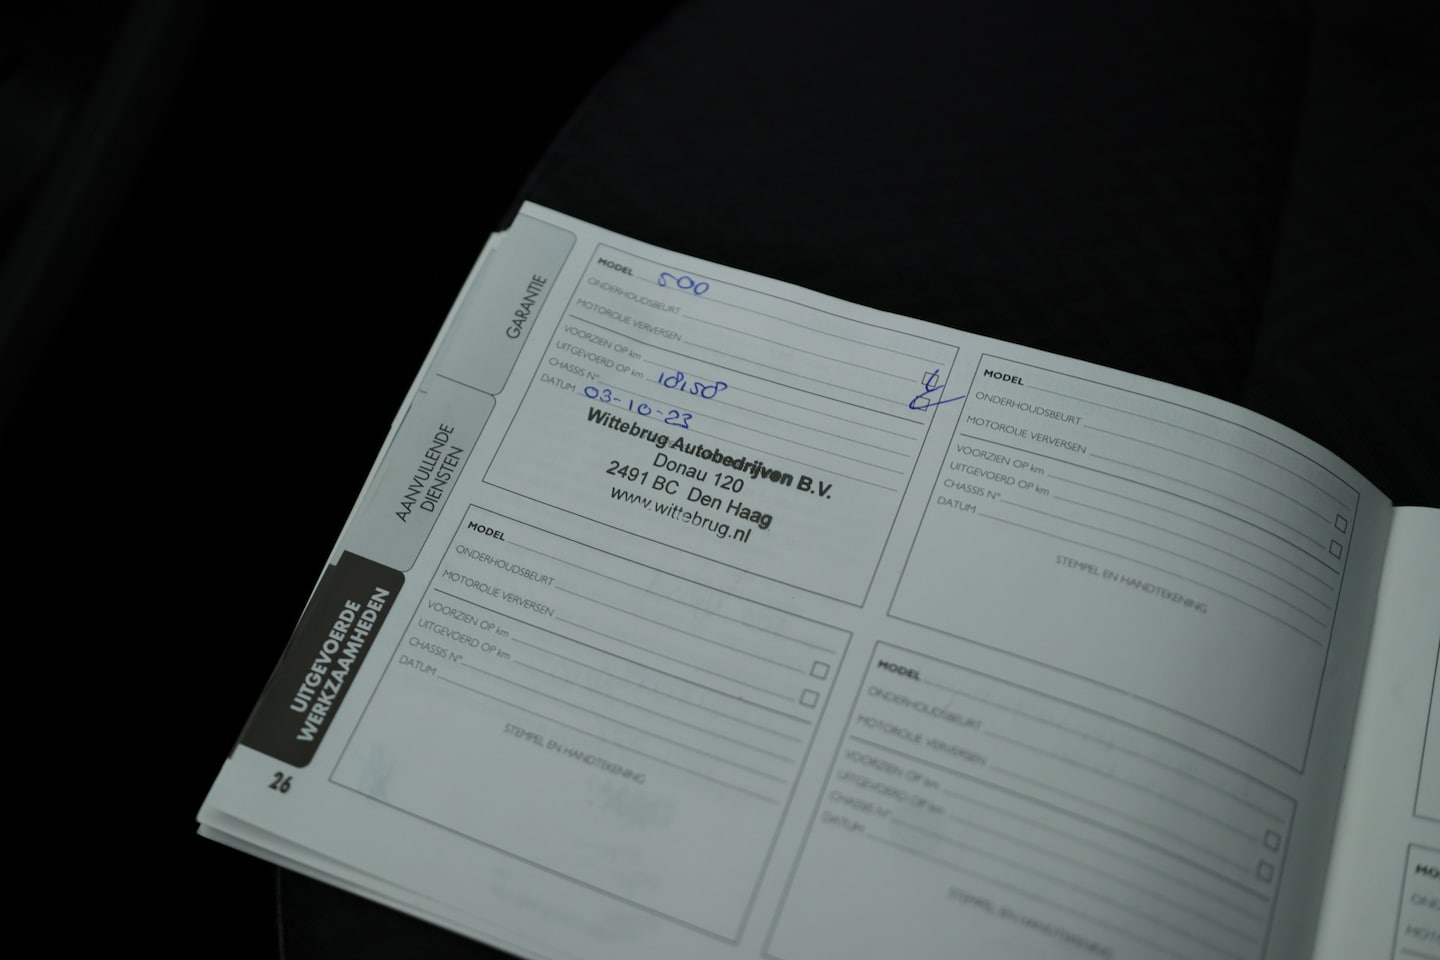 GARANTIE
AANVULLENDE
DIENSTEN
UITGEVOERDE
WERKZAAMHEDEN
26
MODEL 500
ONDERHOUDSBEURT
MOTOROLIE VERVERSEN
VOORZIEN OP km
UITGEVOERD OP km 18158
CHASSIS N°
DATUM 03-10-23
Wittebrug Autobedrijven B.V.
Donau 120
2491 BC Den Haag
www.wittebrug.nl
MODEL
ONDERHOUDSBEURT
MOTOROLIE VERVERSEN
VOORZIEN OP km
UITGEVOERD OP km
CHASSIS N°
DATUM
STEMPEL EN HANDTEKENING
MODEL
ONDERHOUDSBEURT
MOTOROLIE VERVERSEN
VOORZIEN OP km
UITGEVOERD OP km
CHASSIS N°
DATUM
STEMPEL EN HANDTEKENING
MODEL
ONDERHOUDSBEURT
MOTOROLIE VERVERSEN
VOORZIEN OP km
UITGEVOERD OP km
CHASSIS N°
DATUM
STEMPEL EN HANDTEKENING